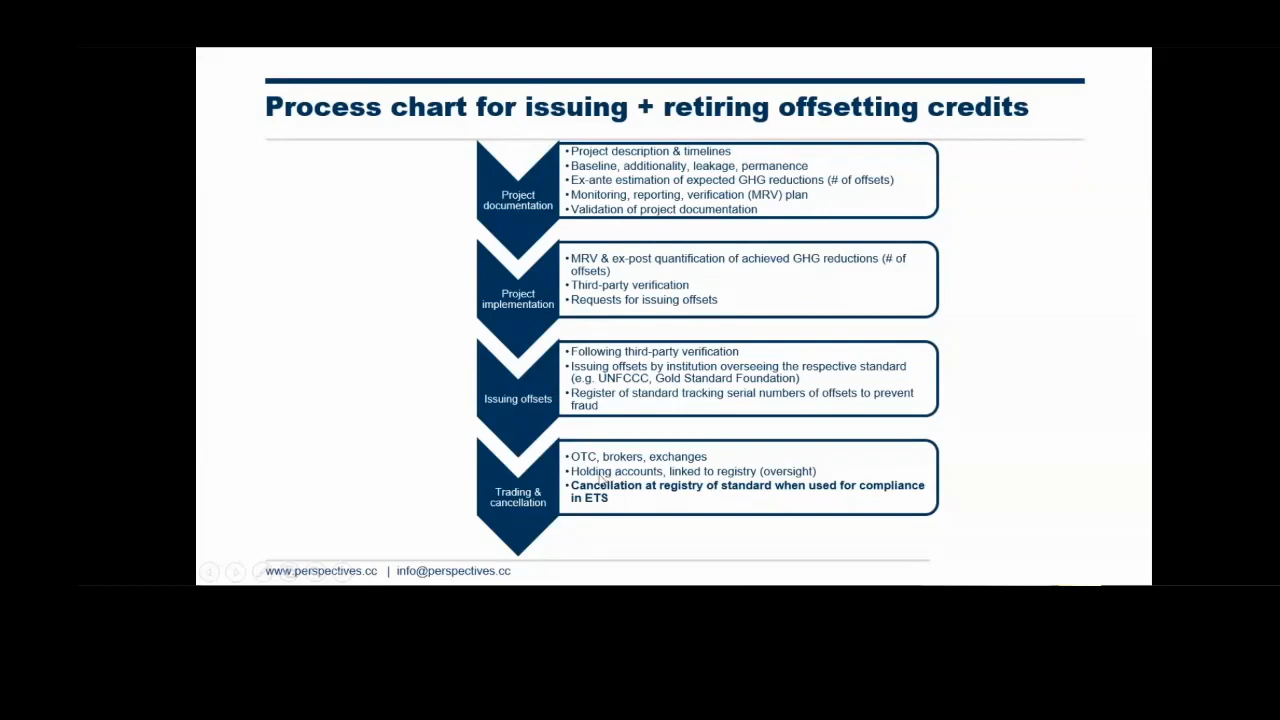 Process chart for issuing + retiring offsetting credits
Project
documentation
•Project description & timelines
•Baseline, additionality, leakage, permanence
•Ex-ante estimation of expected GHG reductions (# of offsets)
•Monitoring, reporting, verification (MRV) plan
•Validation of project documentation
Project
implementation
•MRV & ex-post quantification of achieved GHG reductions (# of
offsets)
•Third-party verification
•Requests for issuing offsets
Issuing offsets
•Following third-party verification
•Issuing offsets by institution overseeing the respective standard
(e.g. UNFCCC, Gold Standard Foundation)
•Register of standard tracking serial numbers of offsets to prevent
fraud
Trading &
cancellation
•OTC, brokers, exchanges
•Holding accounts, linked to registry (oversight)
•Cancellation at registry of standard when used for compliance
in ETS
www.perspectives.cc | info@perspectives.cc